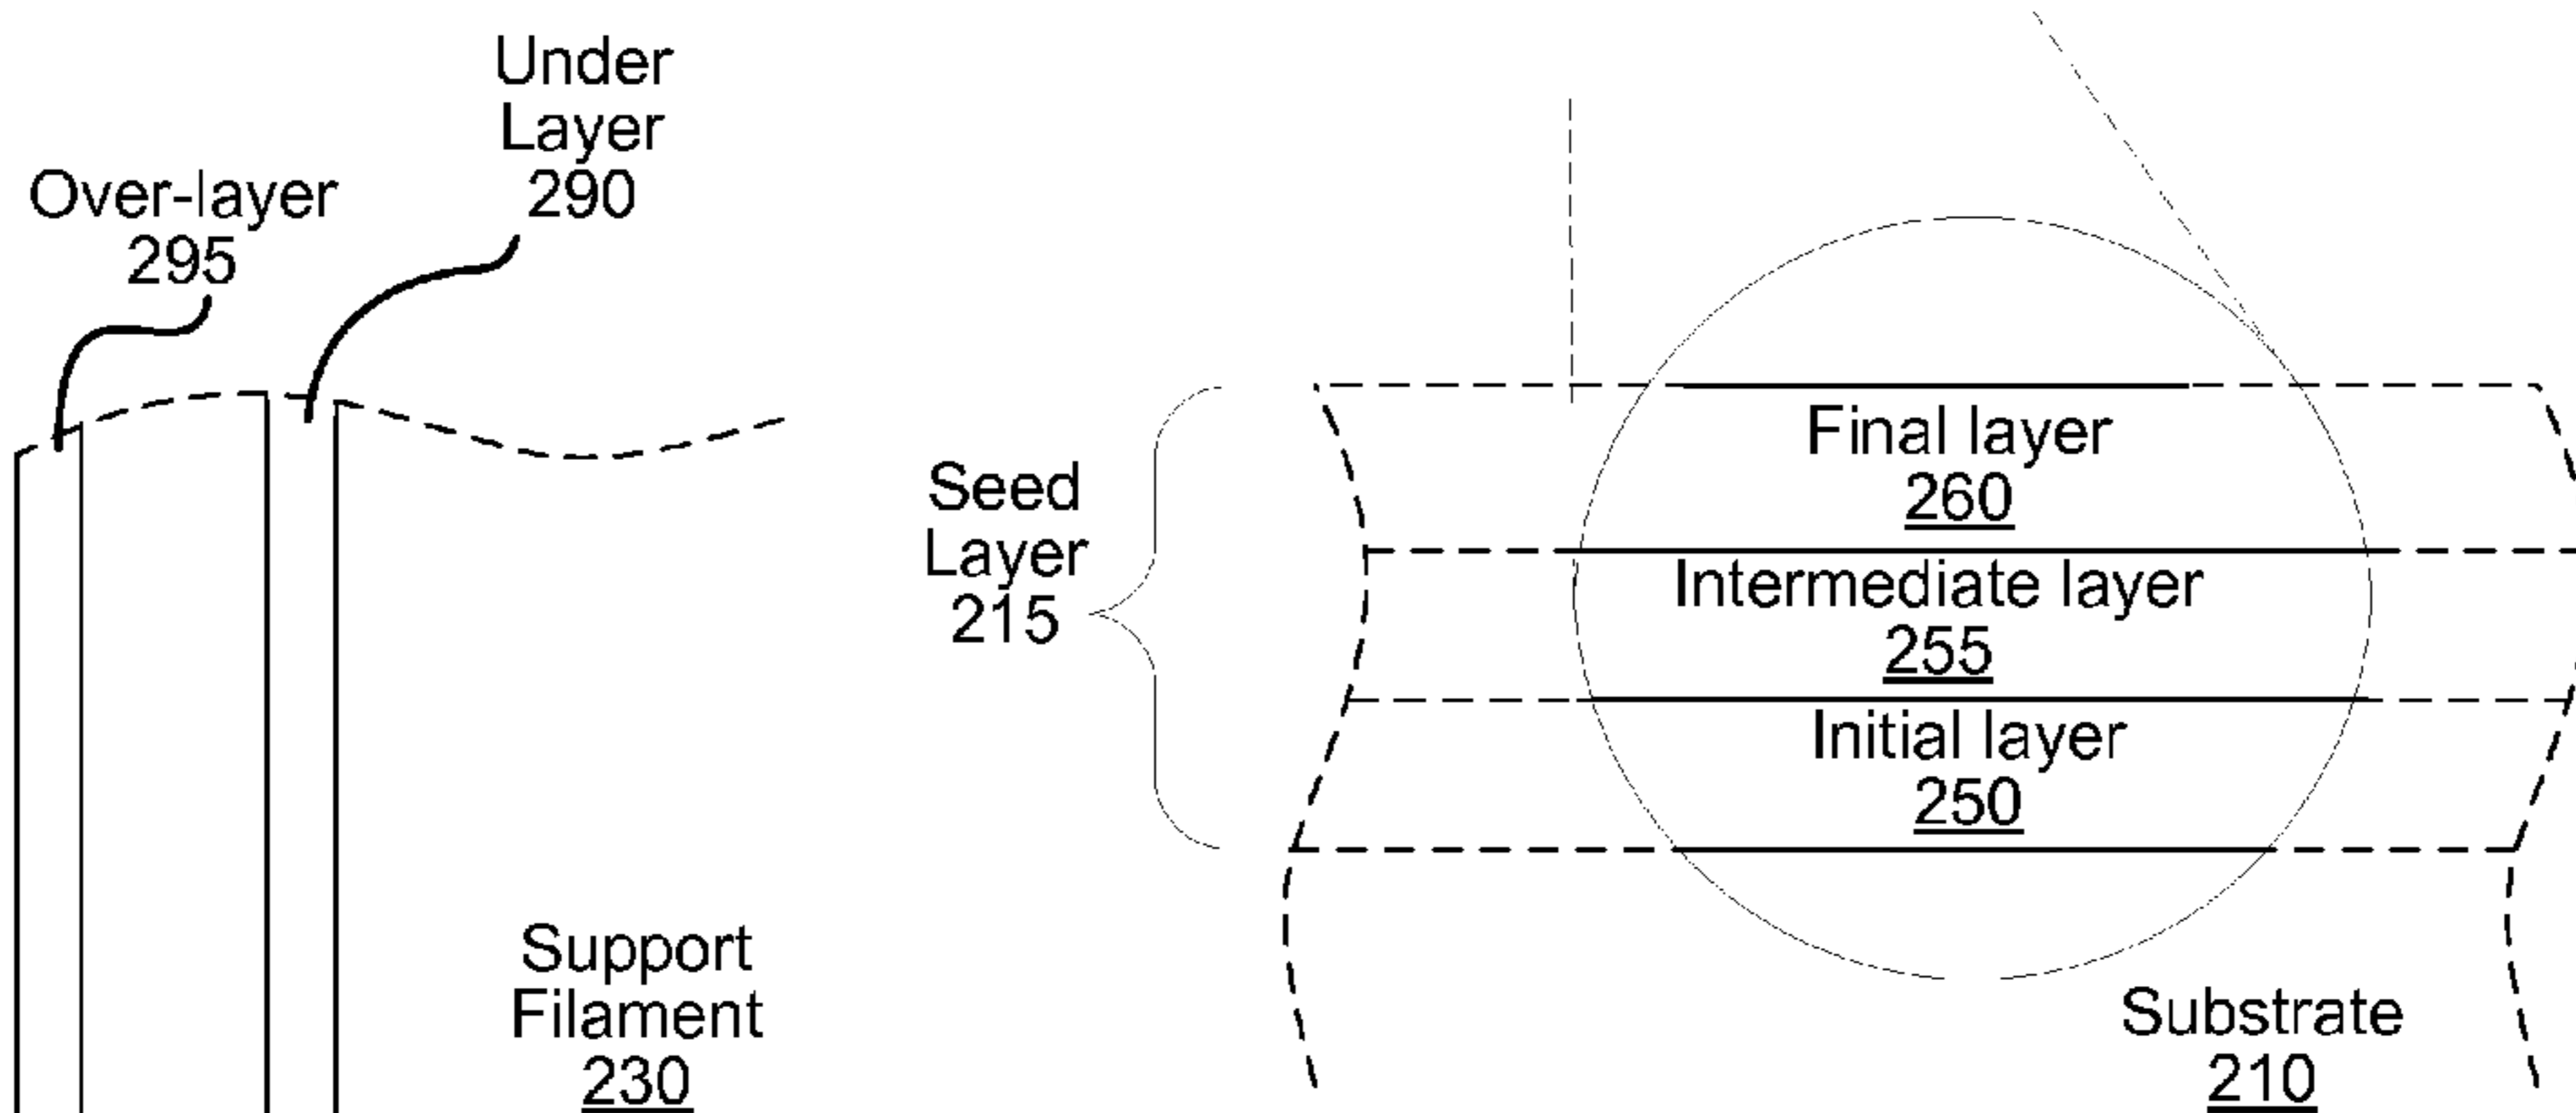 Under
Layer
290
Over-layer
295
Seed
Layer
215
Final layer
260
Intermediate layer
255
Initial layer
250
Support
Filament
230
Substrate
210